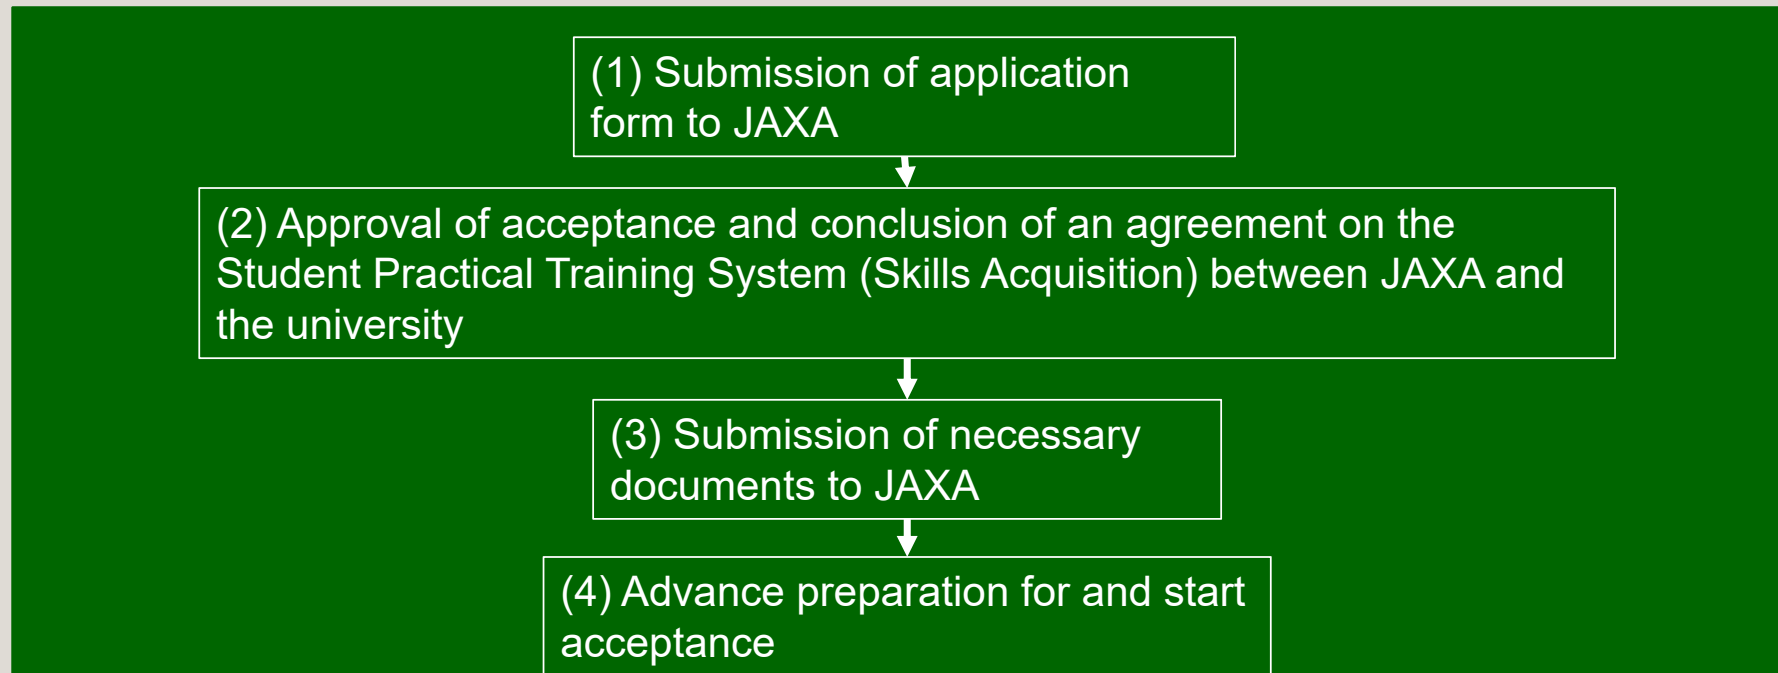 (1) Submission of application
form to JAXA
(2) Approval of acceptance and conclusion of an agreement on the
Student Practical Training System (Skills Acquisition) between JAXA and
the university
(3) Submission of necessary
documents to JAXA
(4) Advance preparation for and start
acceptance